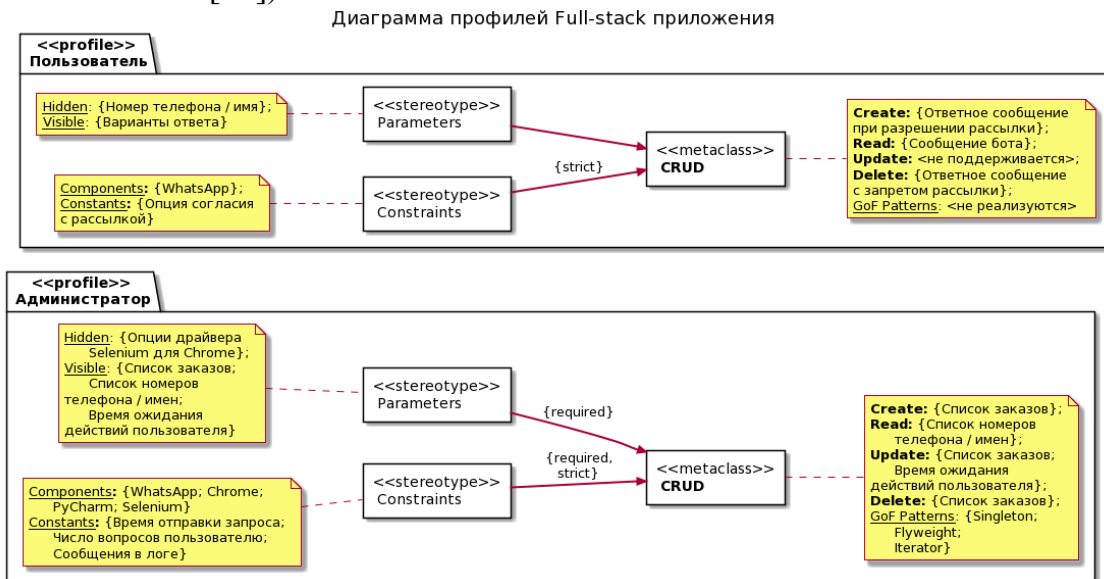 Диаграмма профилей Full-stack приложения
<<profile>>
Пользователь
Hidden: {Номер телефона / имя};
Visible: {Варианты ответа}
<<stereotype>>
Parameters
Components: {WhatsApp};
Constants: {Опция согласия
с рассылкой}
<<stereotype>>
Constraints
{strict}
<<metaclass>>
CRUD
Create: {Ответное сообщение
при разрешении рассылки};
Read: {Сообщение бота};
Update: <не поддерживается>;
Delete: {Ответное сообщение
с запретом рассылки};
GoF Patterns: <не реализуются>
<<profile>>
Администратор
Hidden: {Опции драйвера
Selenium для Chrome};
Visible: {Список заказов;
Список номеров
телефона / имен;
Время ожидания
действий пользователя}
<<stereotype>>
Parameters
{required}
Components: {WhatsApp; Chrome;
PyCharm; Selenium}
Constants: {Время отправки запроса;
Число вопросов пользователю;
Сообщения в логе}
<<stereotype>>
Constraints
{required,
strict}
<<metaclass>>
CRUD
Create: {Список заказов};
Read: {Список номеров
телефона / имен};
Update: {Список заказов;
Время ожидания
действий пользователя};
Delete: {Список заказов};
GoF Patterns: {Singleton;
Flyweight;
Iterator}